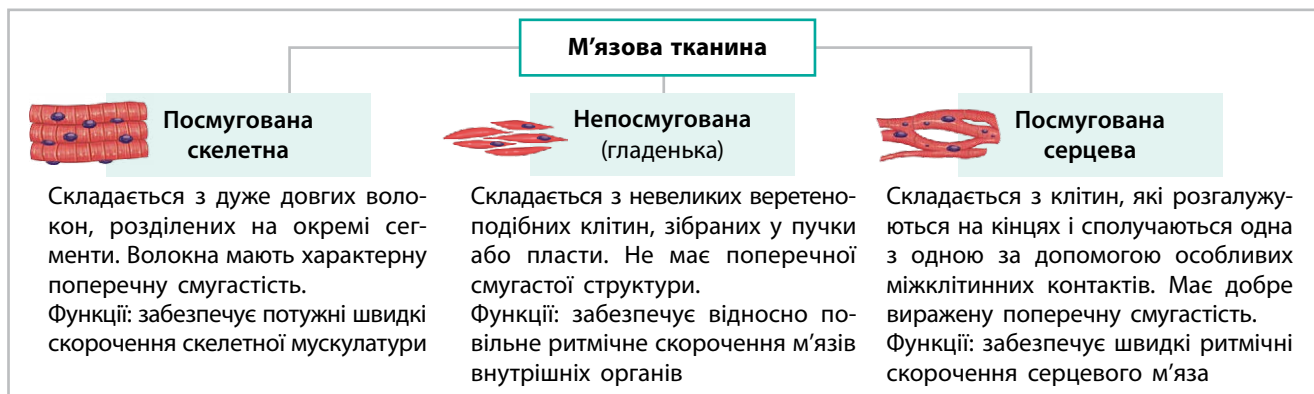 М’язова тканина
Посмугована
скелетна
Складається з дуже довгих воло-
кон, розділених на окремі сег-
менти. Волокна мають характерну
поперечну смугастість.
Функції: забезпечує потужні швидкі
скорочення скелетної мускулатури
Непосмугована
(гладенька)
Складається з невеликих веретено-
подібних клітин, зібраних у пучки
або пласти. Не має поперечної
смугастої структури.
Функції: забезпечує відносно по-
вільне ритмічне скорочення м’язів
внутрішніх органів
Посмугована
серцева
Складається з клітин, які розгалужу-
ються на кінцях і сполучаються одна
з одною за допомогою особливих
міжклітинних контактів. Має добре
виражену поперечну смугастість.
Функції: забезпечує швидкі ритмічні
скорочення серцевого м’яза